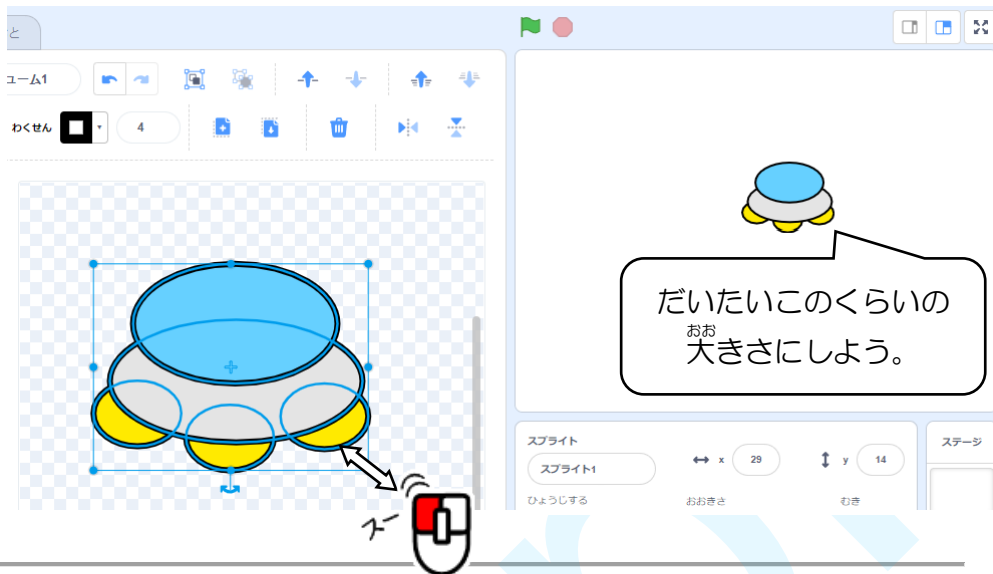 と
ューム1
わくせん
4
だいたいこのくらいの
大きさにしよう。
おお
スプライト
スプライト1
x 29
y 14
ステージ
ひょうじする
おおきさ
むき
スー